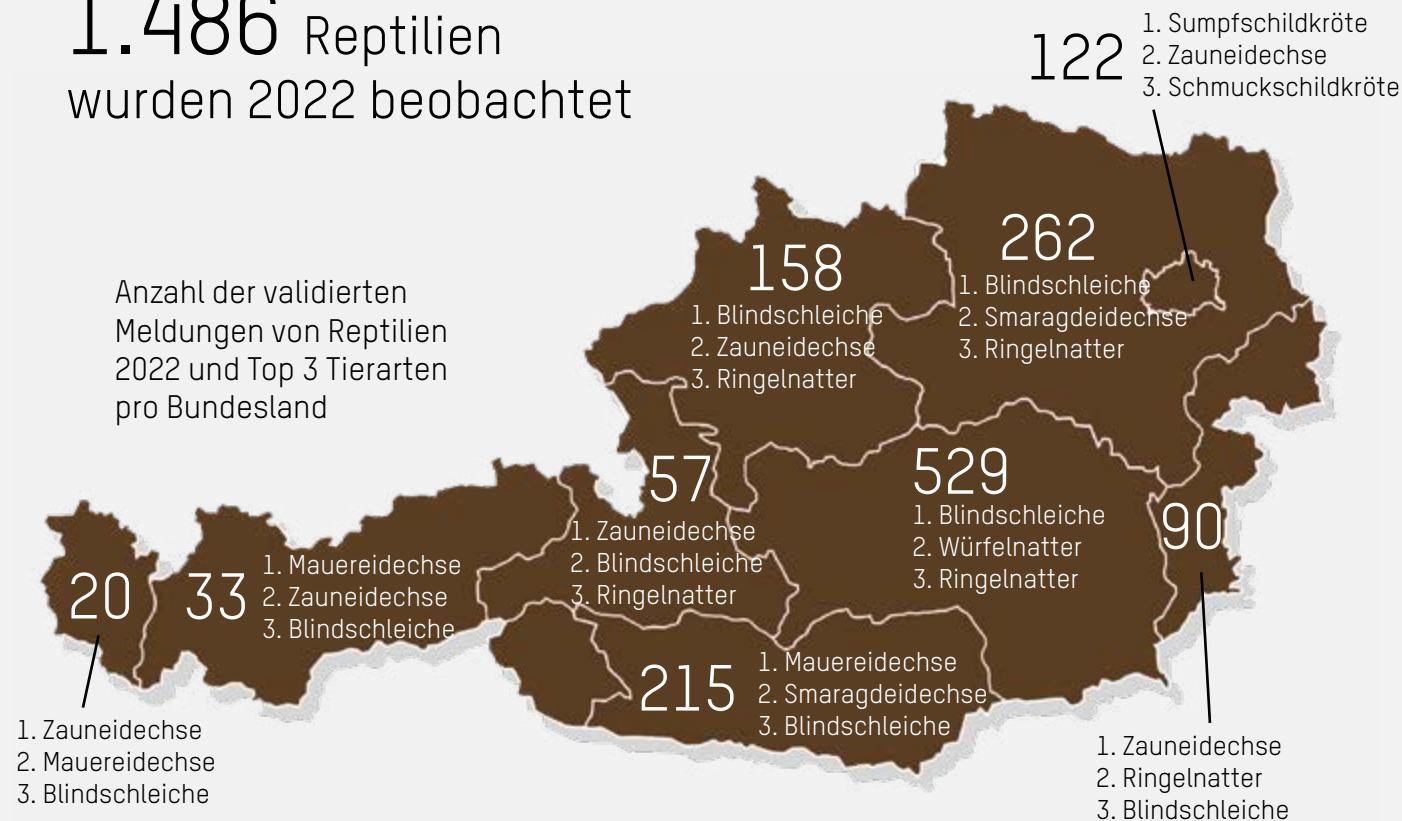 1.486 Reptilien
wurden 2022 beobachtet
122
1. Sumpfschildkröte
2. Zauneidechse
3. Schmuckschildkröte
Anzahl der validierten
Meldungen von Reptilien
2022 und Top 3 Tierarten
pro Bundesland
158
1. Blindschleiche
2. Zauneidechse
3. Ringelnatter
262
1. Blindschleiche
2. Smaragdeidechse
3. Ringelnatter
57
1. Zauneidechse
2. Blindschleiche
3. Ringelnatter
529
1. Blindschleiche
2. Würfelnatter
3. Ringelnatter
90
1. Zauneidechse
2. Ringelnatter
3. Blindschleiche
20
1. Zauneidechse
2. Mauereidechse
3. Blindschleiche
33
1. Mauereidechse
2. Zauneidechse
3. Blindschleiche
215
1. Mauereidechse
2. Smaragdeidechse
3. Blindschleiche